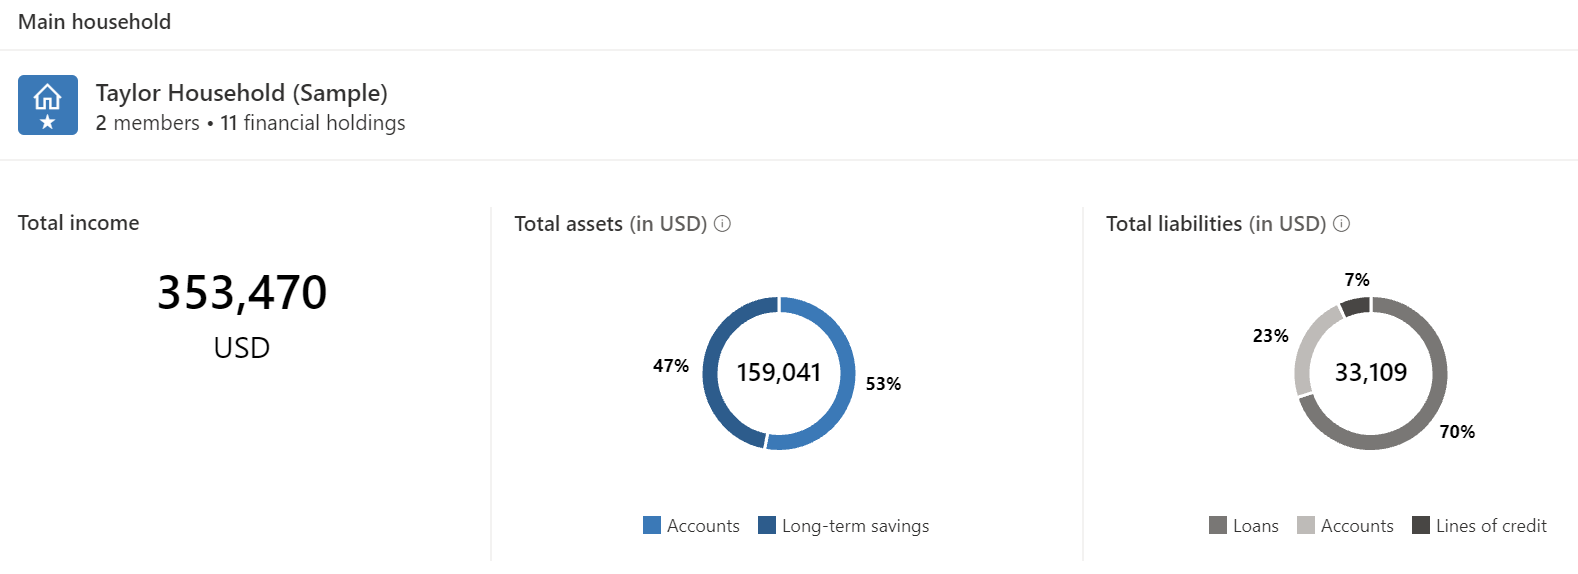 Main household
Taylor Household (Sample)
2 members • 11 financial holdings
Total income
353,470
USD
Total assets (in USD)
47%
159,041
53%
Accounts
Long-term savings
Total liabilities (in USD)
7%
23%
33,109
70%
Loans
Accounts
Lines of credit